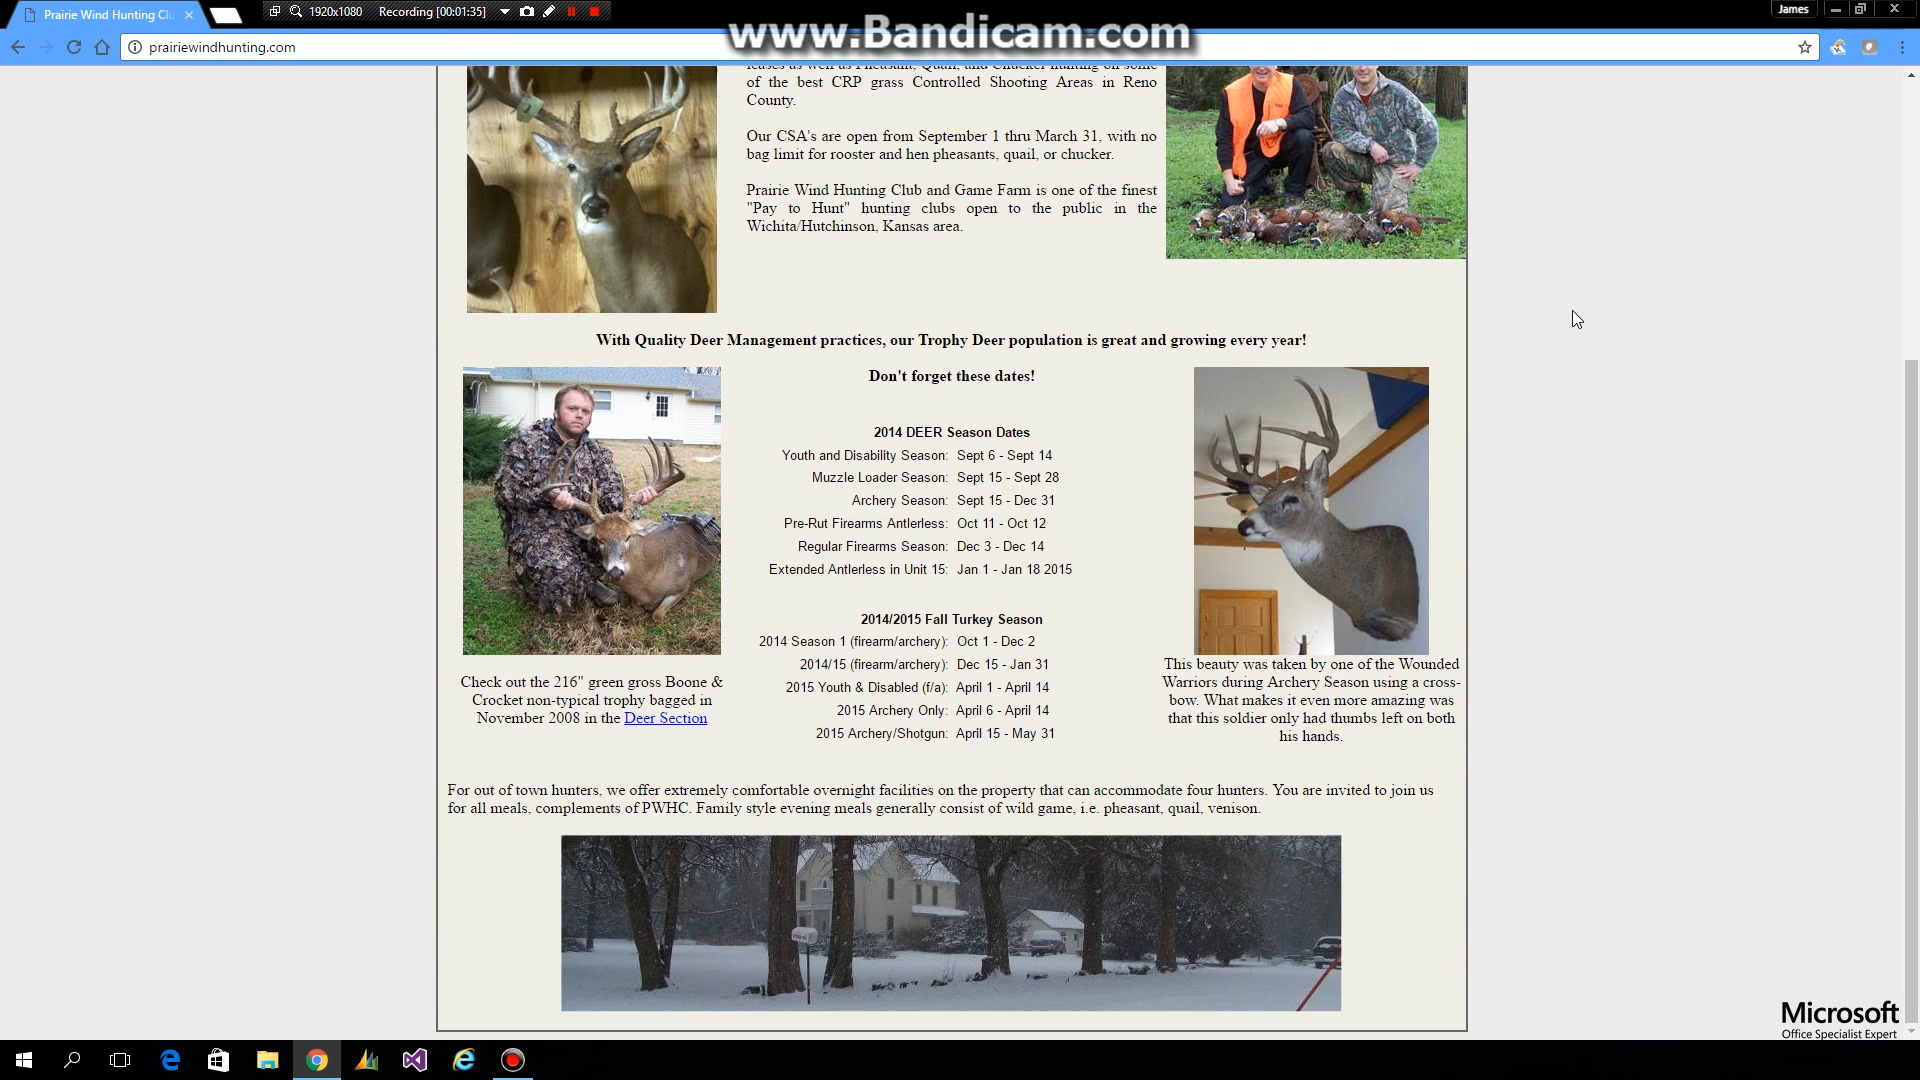 Prairie Wind Hunting Clu
1920x1080
Recording [00:01:35]
www.Bandicam.com
James
prairiewindhunting.com
leases as well as Pheasant, Quail, and Chucker hunting on some
of the best CRP grass Controlled Shooting Areas in Reno
County.
Our CSA's are open from September 1 thru March 31, with no
bag limit for rooster and hen pheasants, quail, or chucker.
Prairie Wind Hunting Club and Game Farm is one of the finest
"Pay to Hunt" hunting clubs open to the public in the
Wichita/Hutchinson, Kansas area.
With Quality Deer Management practices, our Trophy Deer population is great and growing every year!
Don't forget these dates!
2014 DEER Season Dates
Youth and Disability Season: Sept 6 - Sept 14
Muzzle Loader Season: Sept 15 - Sept 28
Archery Season: Sept 15 - Dec 31
Pre-Rut Firearms Antlerless: Oct 11 - Oct 12
Regular Firearms Season: Dec 3 - Dec 14
Extended Antlerless in Unit 15: Jan 1 - Jan 18 2015
2014/2015 Fall Turkey Season
2014 Season 1 (firearm/archery): Oct 1 - Dec 2
2014/15 (firearm/archery): Dec 15 - Jan 31
2015 Youth & Disabled (f/a): April 1 - April 14
2015 Archery Only: April 6 - April 14
2015 Archery/Shotgun: April 15 - May 31
Check out the 216" green gross Boone &
Crocket non-typical trophy bagged in
November 2008 in the Deer Section
This beauty was taken by one of the Wounded
Warriors during Archery Season using a cross-
bow. What makes it even more amazing was
that this soldier only had thumbs left on both
his hands.
For out of town hunters, we offer extremely comfortable overnight facilities on the property that can accommodate four hunters. You are invited to join us
for all meals, complements of PWHC. Family style evening meals generally consist of wild game, i.e. pheasant, quail, venison.
Microsoft
Office Specialist Expert